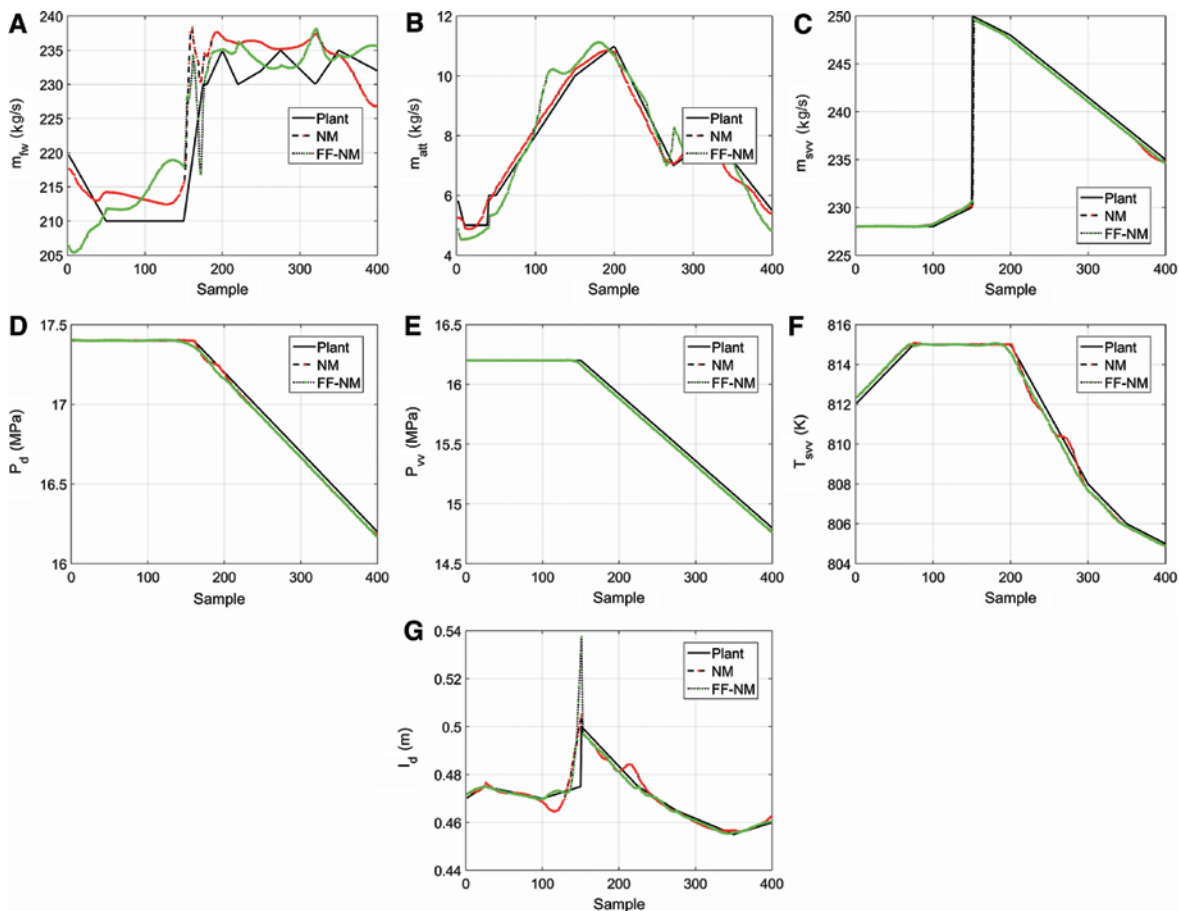 A
m_fw (kg/s)
240
235
230
225
220
215
210
205
0 100 200 300 400
Sample
Plant
NM
FF-NM
B
m_att (kg/s)
12
10
8
6
4
0 100 200 300 400
Sample
Plant
NM
FF-NM
C
m_svv (kg/s)
250
245
240
235
230
225
0 100 200 300 400
Sample
Plant
NM
FF-NM
D
P_d (MPa)
17.5
17
16.5
16
0 100 200 300 400
Sample
Plant
NM
FF-NM
E
P_vv (MPa)
16.5
16
15.5
15
14.5
0 100 200 300 400
Sample
Plant
NM
FF-NM
F
T_svv (K)
816
814
812
810
808
806
804
0 100 200 300 400
Sample
Plant
NM
FF-NM
G
l_d (m)
0.54
0.52
0.5
0.48
0.46
0.44
0 100 200 300 400
Sample
Plant
NM
FF-NM